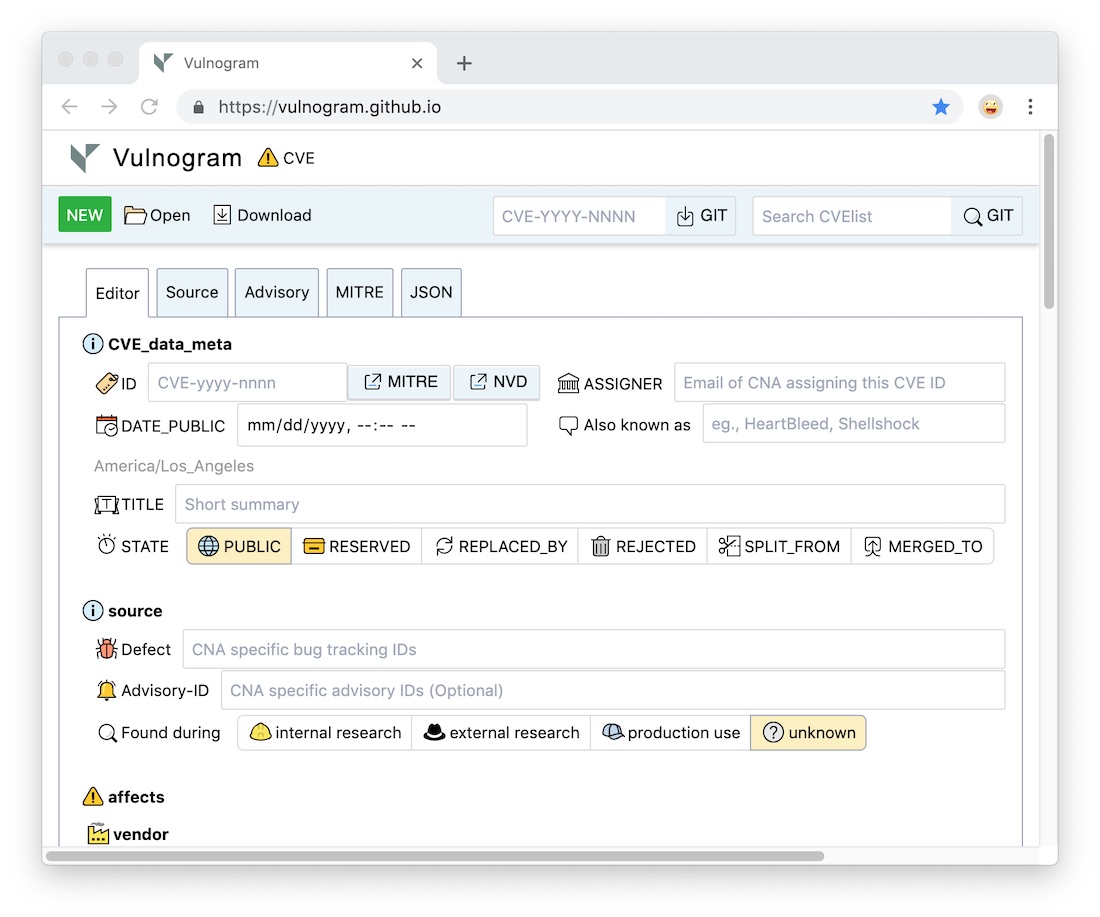 Vulnogram
https://vulnogram.github.io
Vulnogram CVE
NEW Open Download CVE-YYYY-NNNN GIT Search CVElist GIT
Editor Source Advisory MITRE JSON
CVE_data_meta
ID CVE-yyyy-nnnn MITRE NVD ASSIGNER Email of CNA assigning this CVE ID
DATE_PUBLIC mm/dd/yyyy, --:-- -- Also known as eg., HeartBleed, Shellshock
America/Los_Angeles
TITLE Short summary
STATE PUBLIC RESERVED REPLACED_BY REJECTED SPLIT_FROM MERGED_TO
source
Defect CNA specific bug tracking IDs
Advisory-ID CNA specific advisory IDs (Optional)
Found during internal research external research production use unknown
affects
vendor